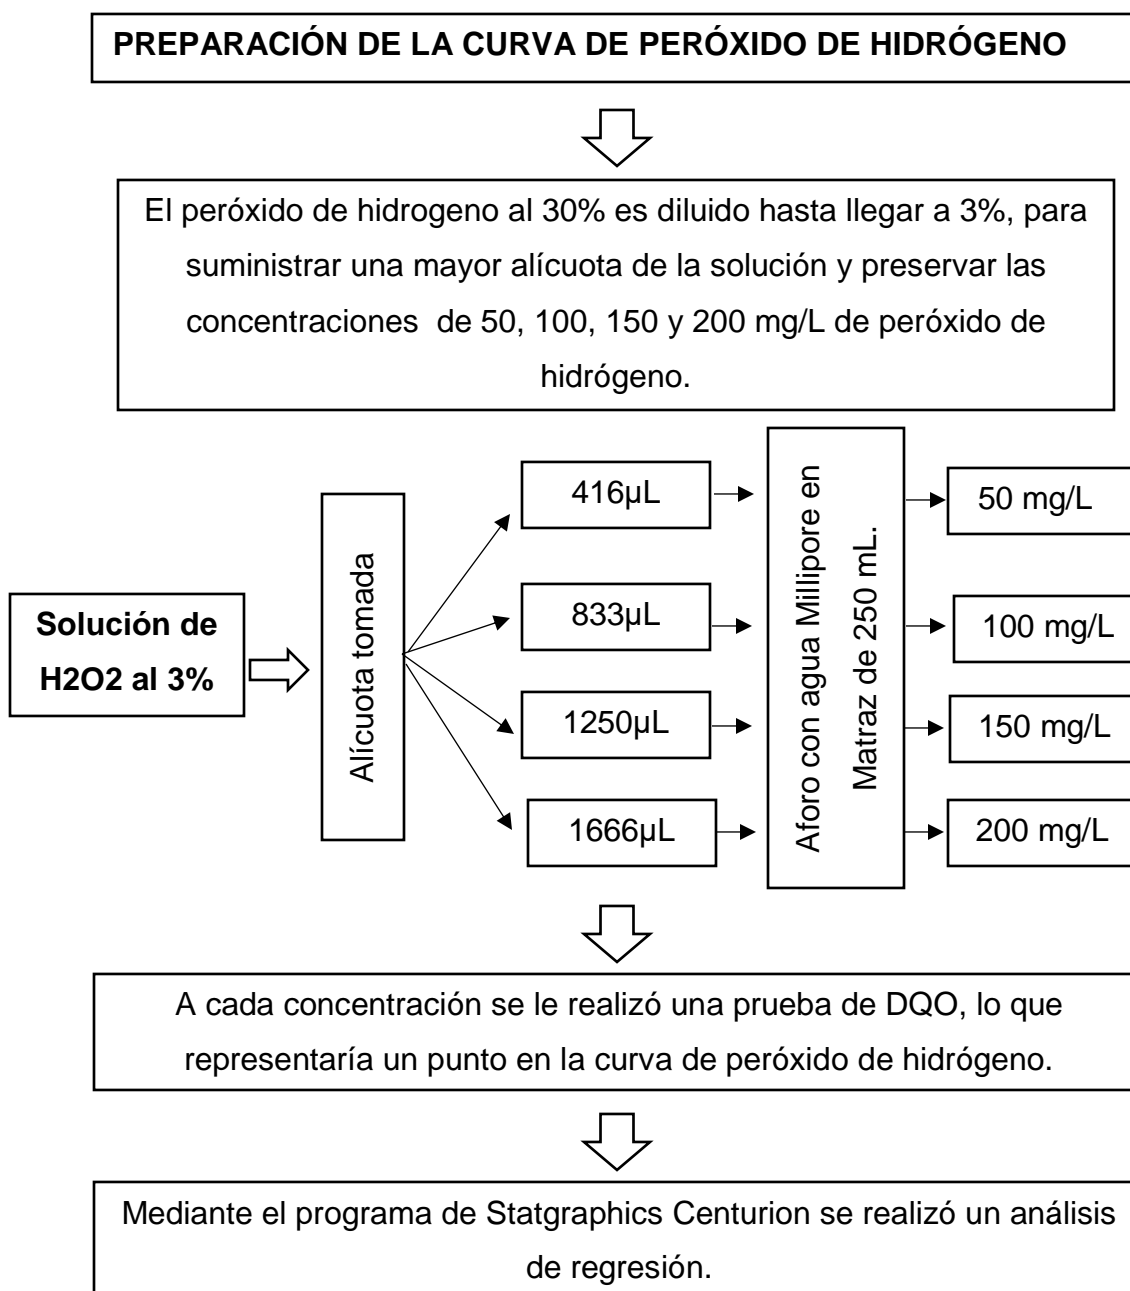 PREPARACIÓN DE LA CURVA DE PERÓXIDO DE HIDRÓGENO
El peróxido de hidrogeno al 30% es diluido hasta llegar a 3%, para
suministrar una mayor alícuota de la solución y preservar las
concentraciones de 50, 100, 150 y 200 mg/L de peróxido de
hidrógeno.
Solución de
H2O2 al 3%
Alícuota tomada
416µL
833µL
1250µL
1666µL
Aforo con agua Millipore en
Matraz de 250 mL.
50 mg/L
100 mg/L
150 mg/L
200 mg/L
A cada concentración se le realizó una prueba de DQO, lo que
representaría un punto en la curva de peróxido de hidrógeno.
Mediante el programa de Statgraphics Centurion se realizó un análisis
de regresión.